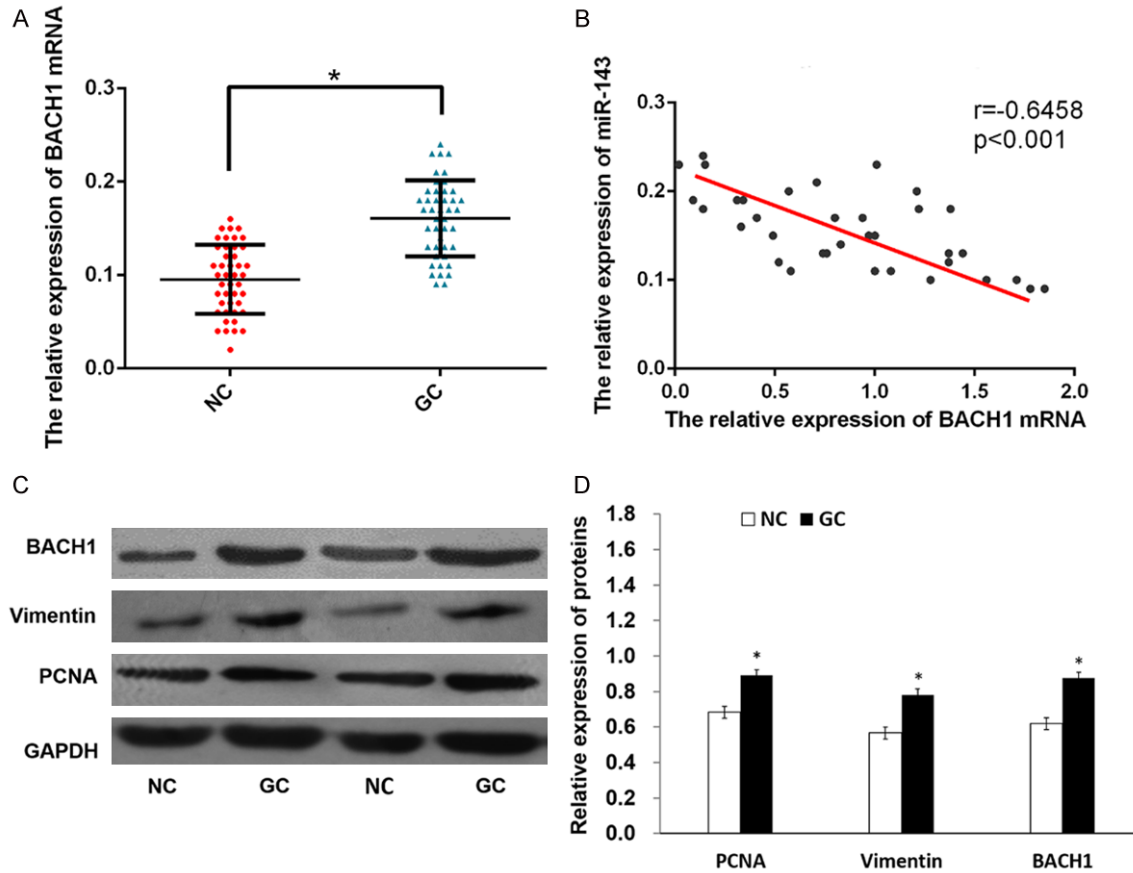 A
The relative expression of BACH1 mRNA
0.3
0.2
0.1
0.0
*
NC
GC
B
The relative expression of miR-143
0.3
0.2
0.1
0.0
r=-0.6458
p<0.001
0.0
0.5
1.0
1.5
2.0
The relative expression of BACH1 mRNA
C
BACH1
Vimentin
PCNA
GAPDH
NC GC NC GC
D
Relative expression of proteins
1.8
1.6
1.4
1.2
1.0
0.8
0.6
0.4
0.2
0.0
NC GC
*
*
*
PCNA
Vimentin
BACH1